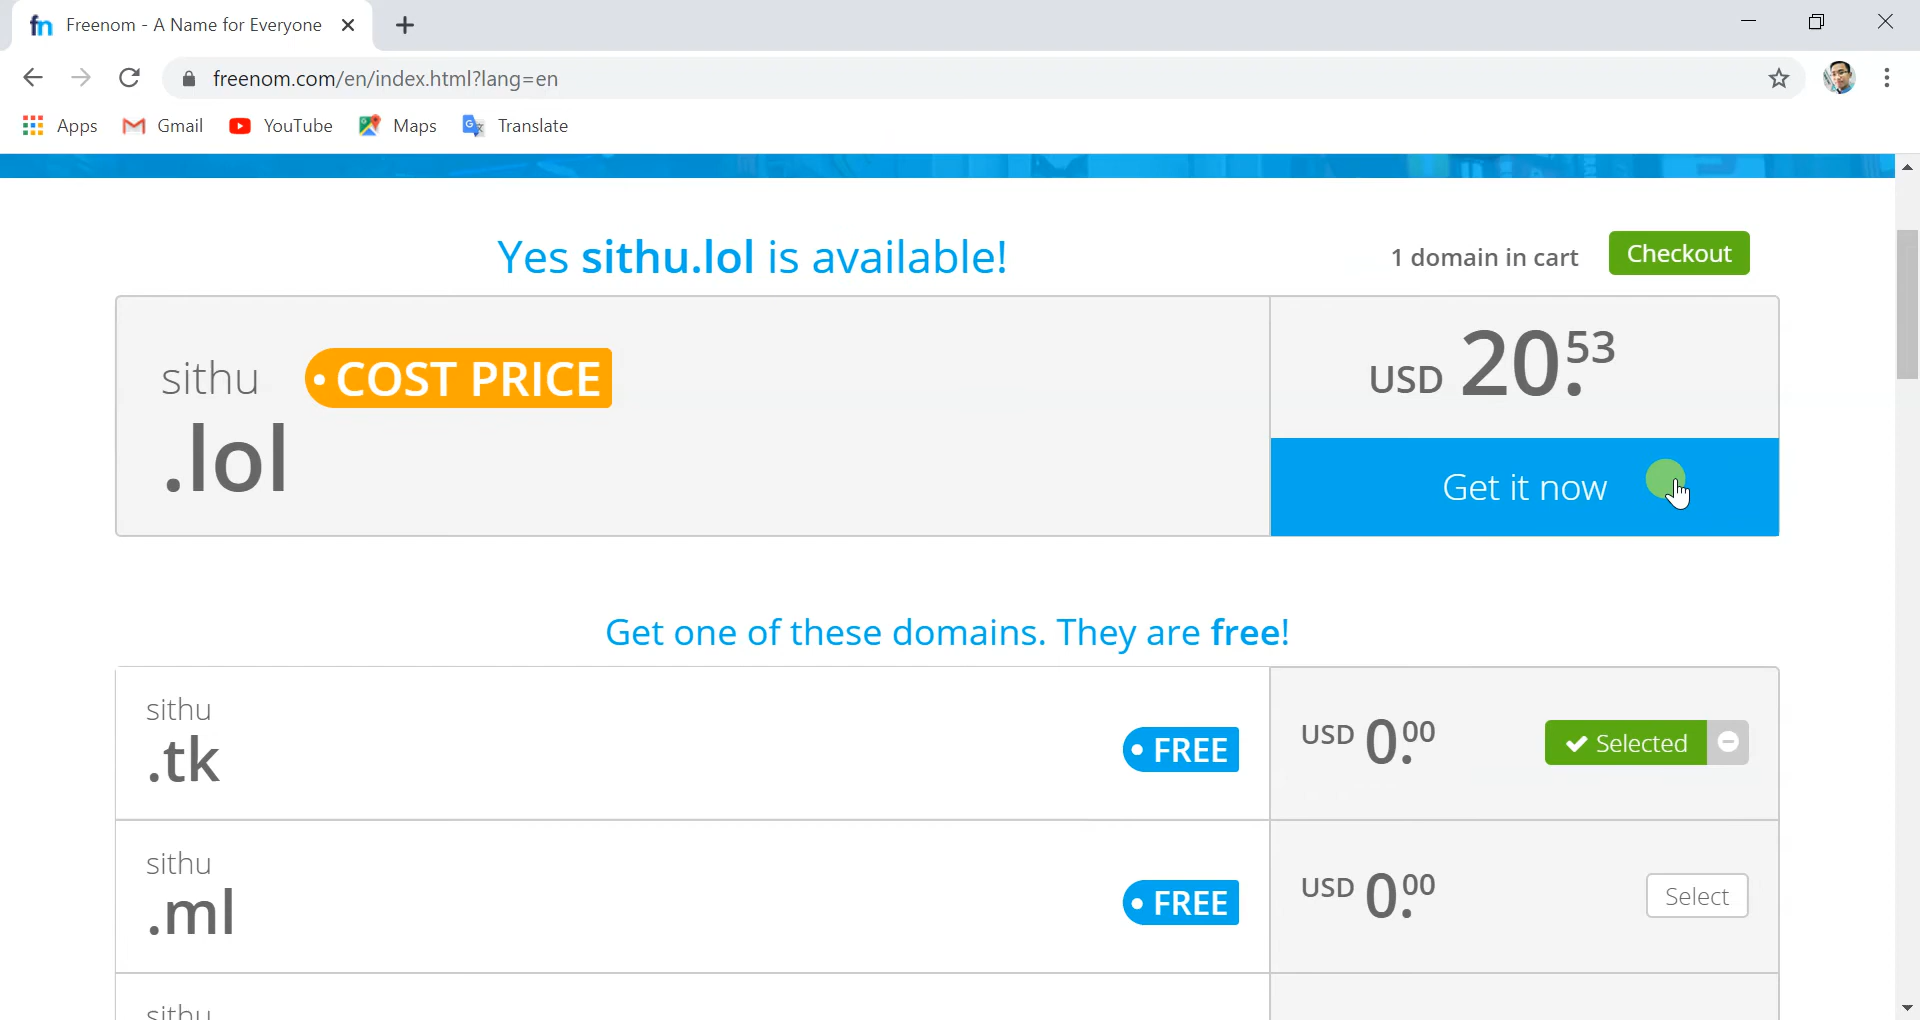 fn Freenom - A Name for Everyone
freenom.com/en/index.html?lang=en
Apps Gmail YouTube Maps Translate
Yes sithu.lol is available!
1 domain in cart Checkout
sithu COST PRICE
.lol
USD 20.53
Get it now
Get one of these domains. They are free!
sithu
.tk
FREE
USD 0.00
Selected
sithu
.ml
FREE
USD 0.00
Select
sithu